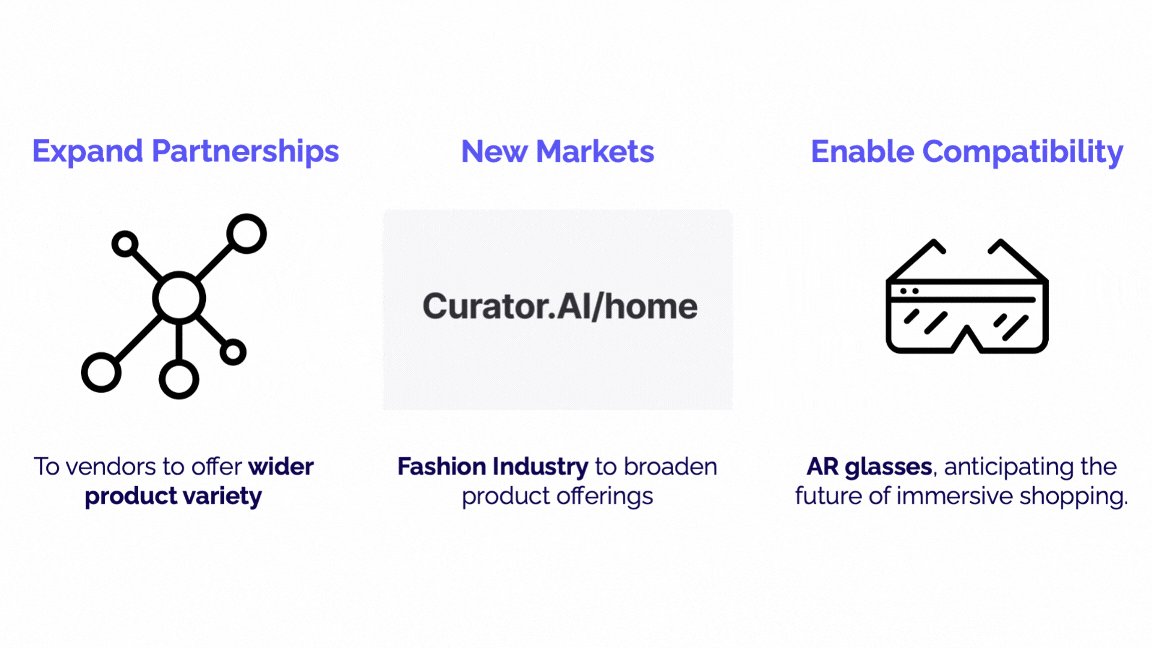 Expand Partnerships
New Markets
Enable Compatibility
Curator.AI/home
To vendors to offer wider
product variety
Fashion Industry to broaden
product offerings
AR glasses, anticipating the
future of immersive shopping.